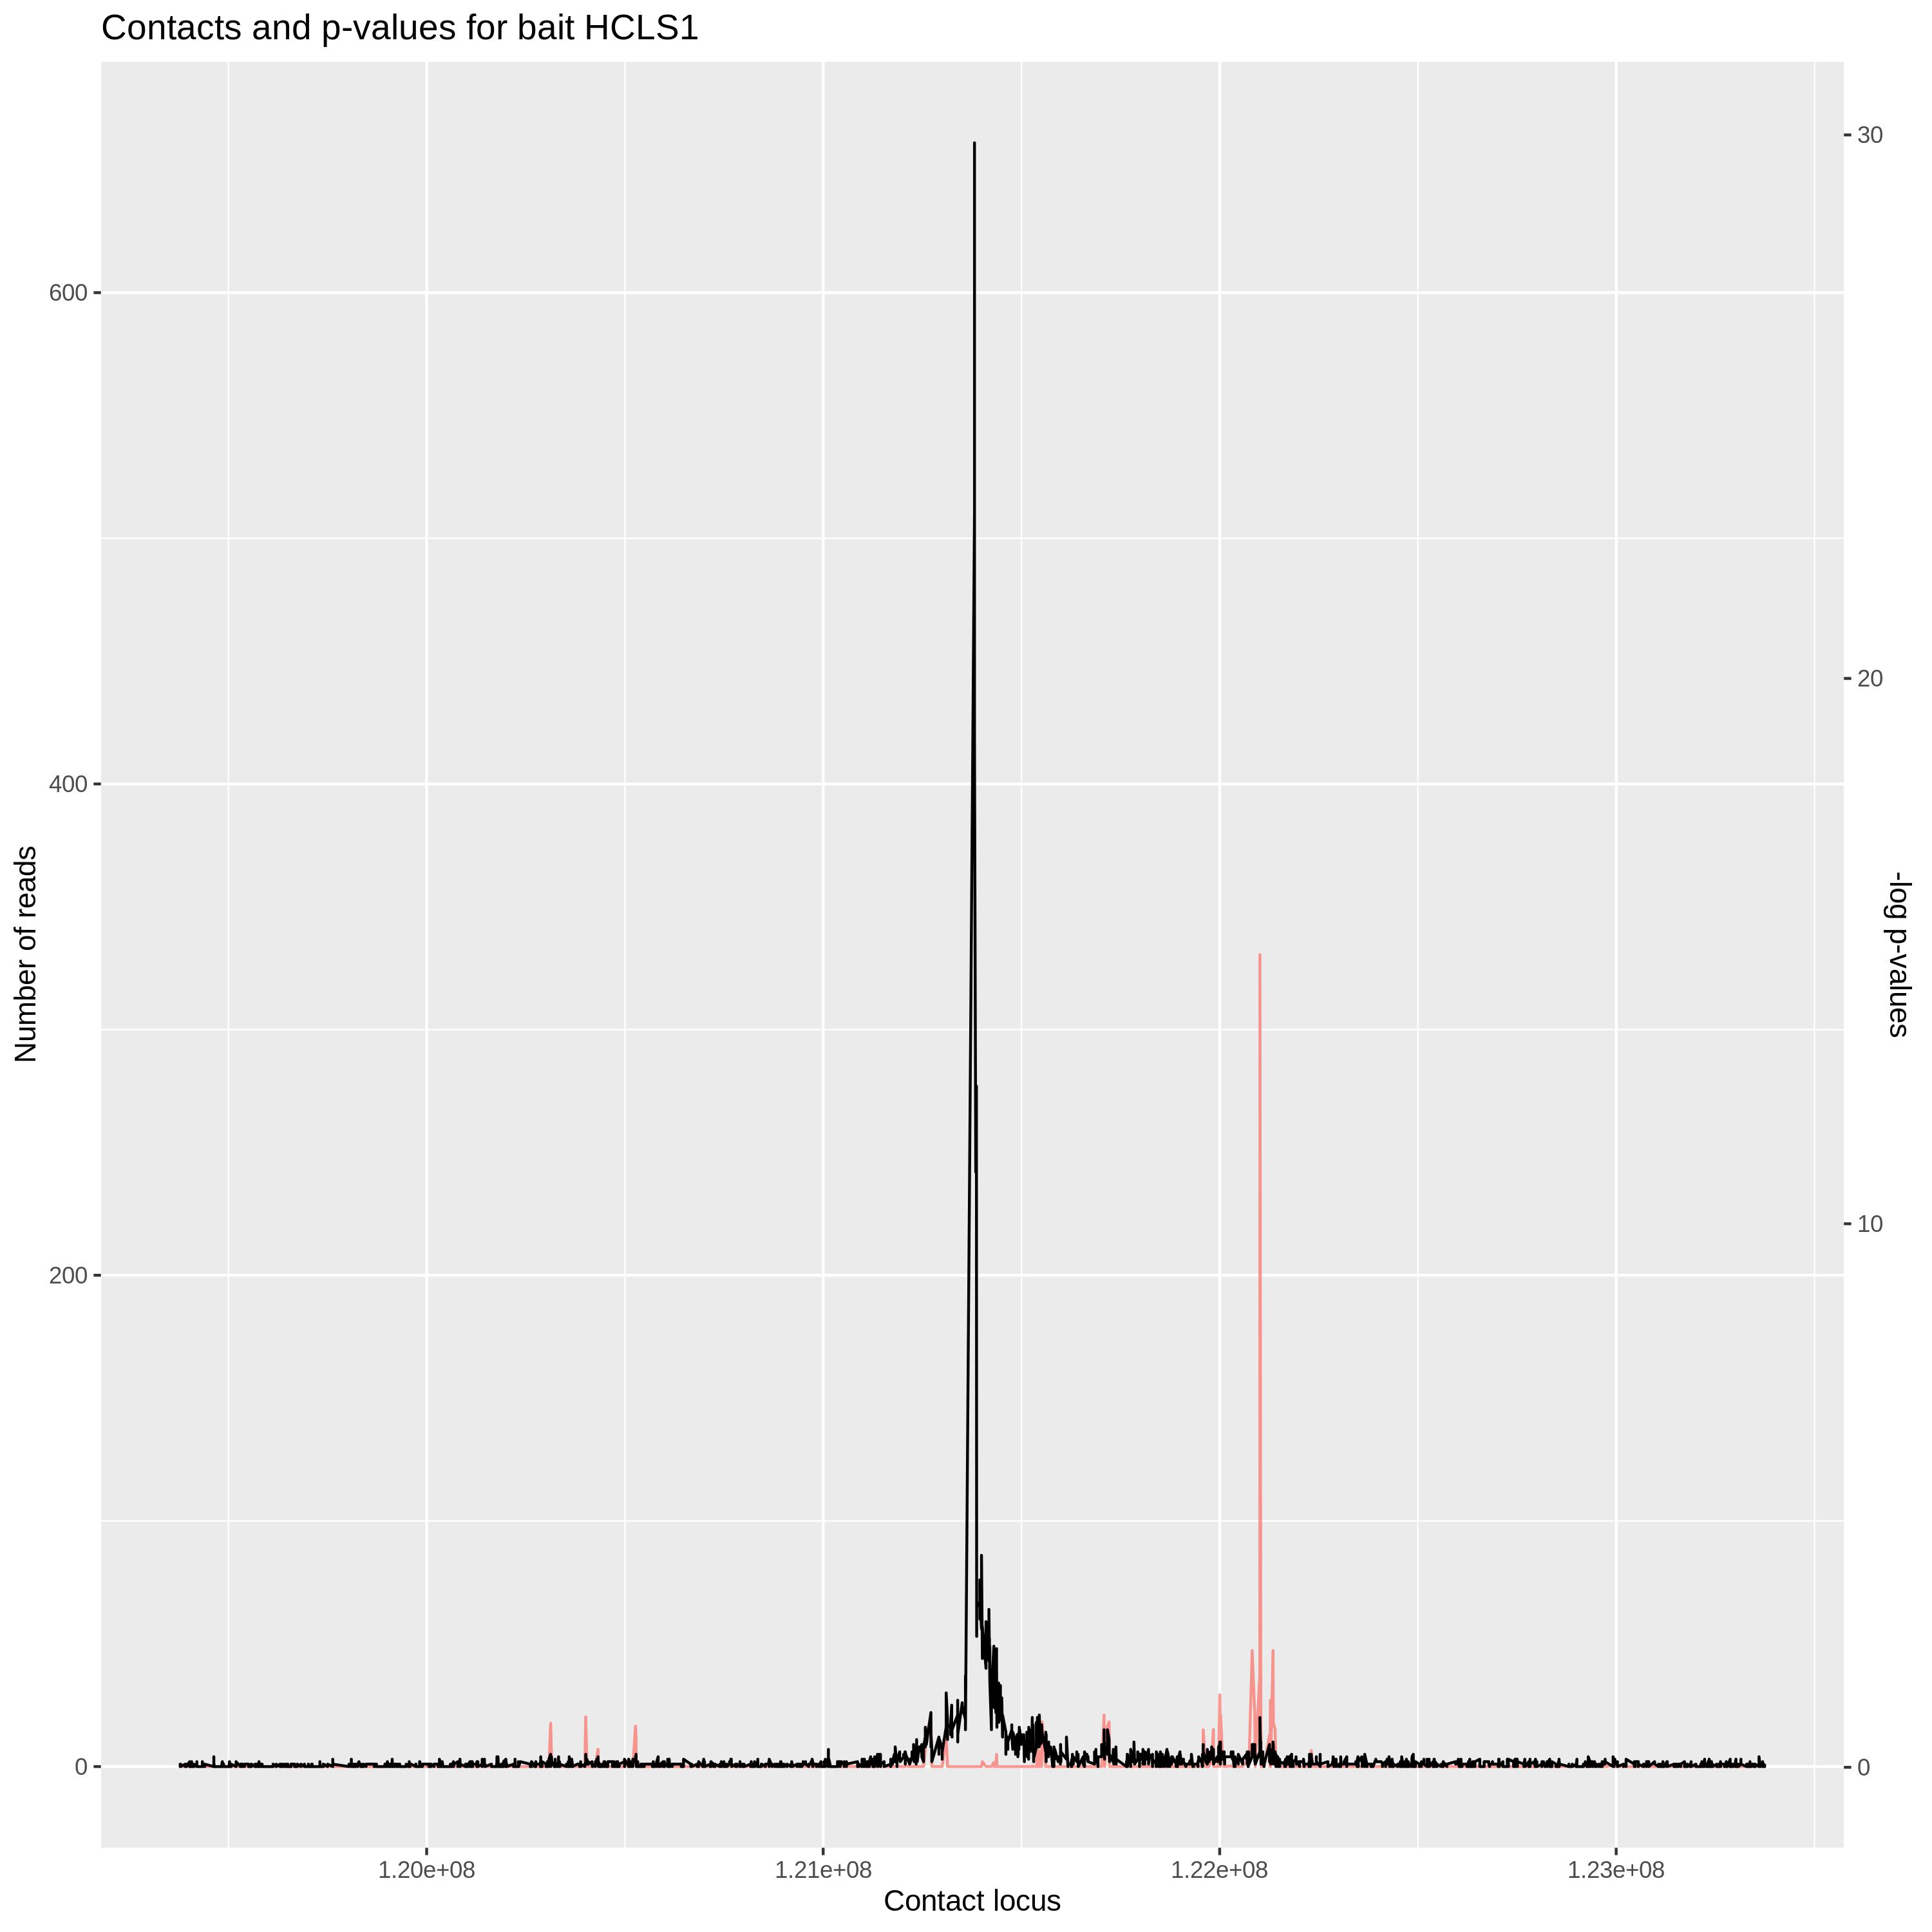 Contacts and p-values for bait HCLS1
600
400
200
0
Number of reads
30
20
10
0
-log p-values
1.20e+08
1.21e+08
1.22e+08
1.23e+08
Contact locus